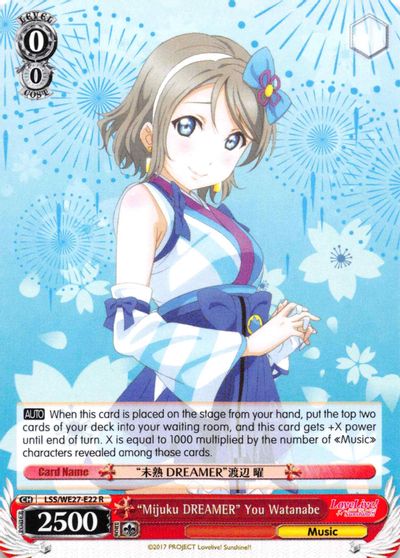 LEVEL
0
0
COST
AUTO When this card is placed on the stage from your hand, put the top two
cards of your deck into your waiting room, and this card gets +X power
until end of turn. X is equal to 1000 multiplied by the number of «Music»
characters revealed among those cards.
Card Name
"未熟 DREAMER"渡辺 曜
CH LSS/WE27-E22 R
"Mijuku DREAMER" You Watanabe
LoveLive!
Sunshine!!
POWER
2500
Music
©2017 PROJECT Lovelive! Sunshine!!